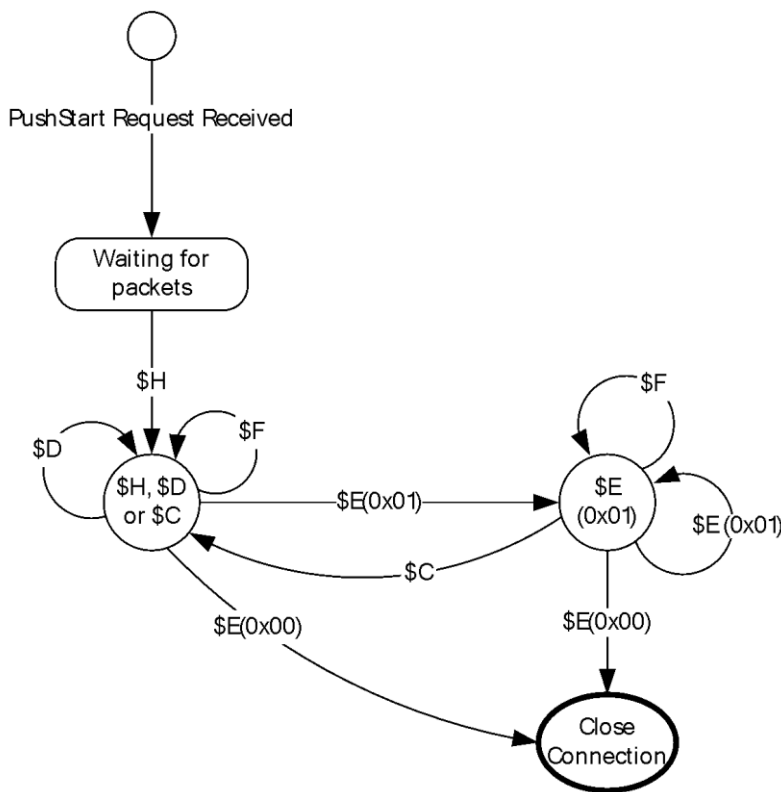 PushStart Request Received
Waiting for
packets
$H
$D
$F
$F
$H, $D
or $C
$E(0x01)
$E
(0x01)
$E(0x01)
$C
$E(0x00)
$E(0x00)
Close
Connection